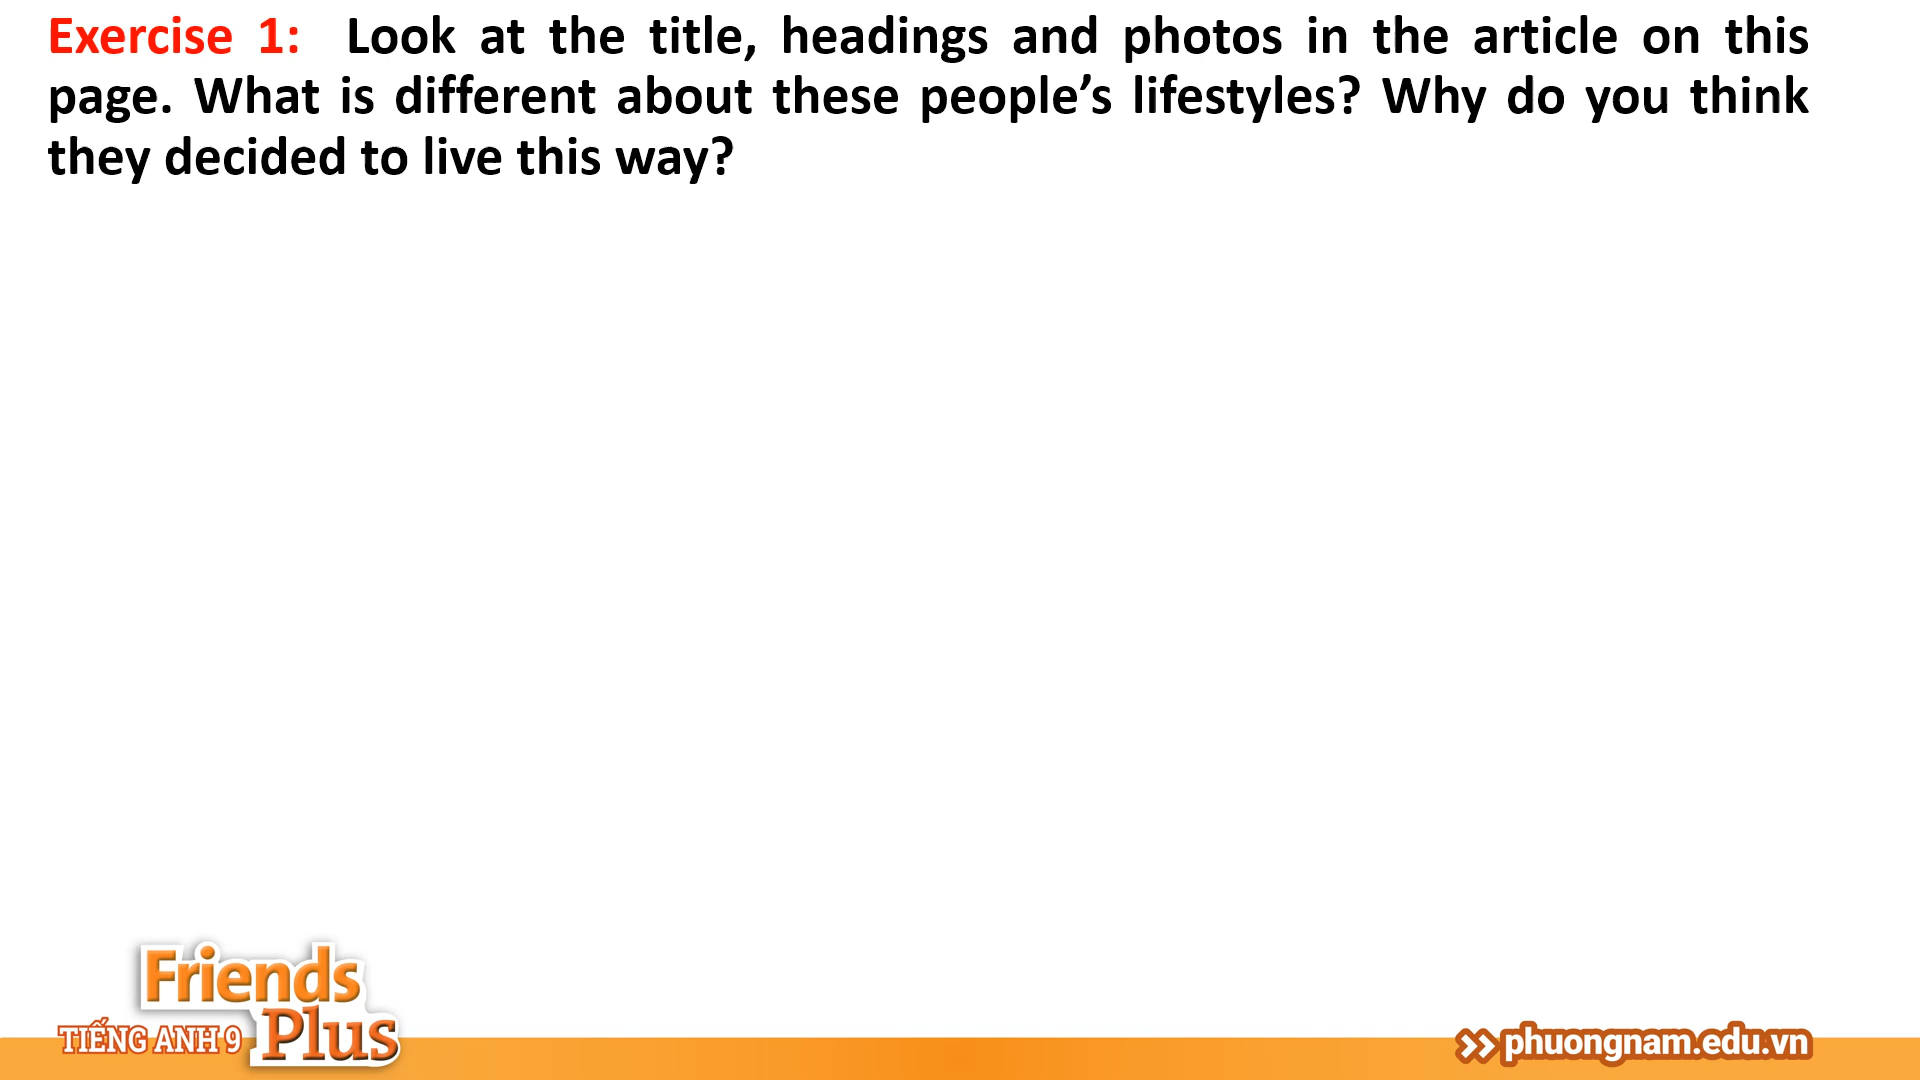 Exercise 1: Look at the title, headings and photos in the article on this
page. What is different about these people’s lifestyles? Why do you think
they decided to live this way?
Friends
TIẾNG ANH 9 Plus
phuongnam.edu.vn